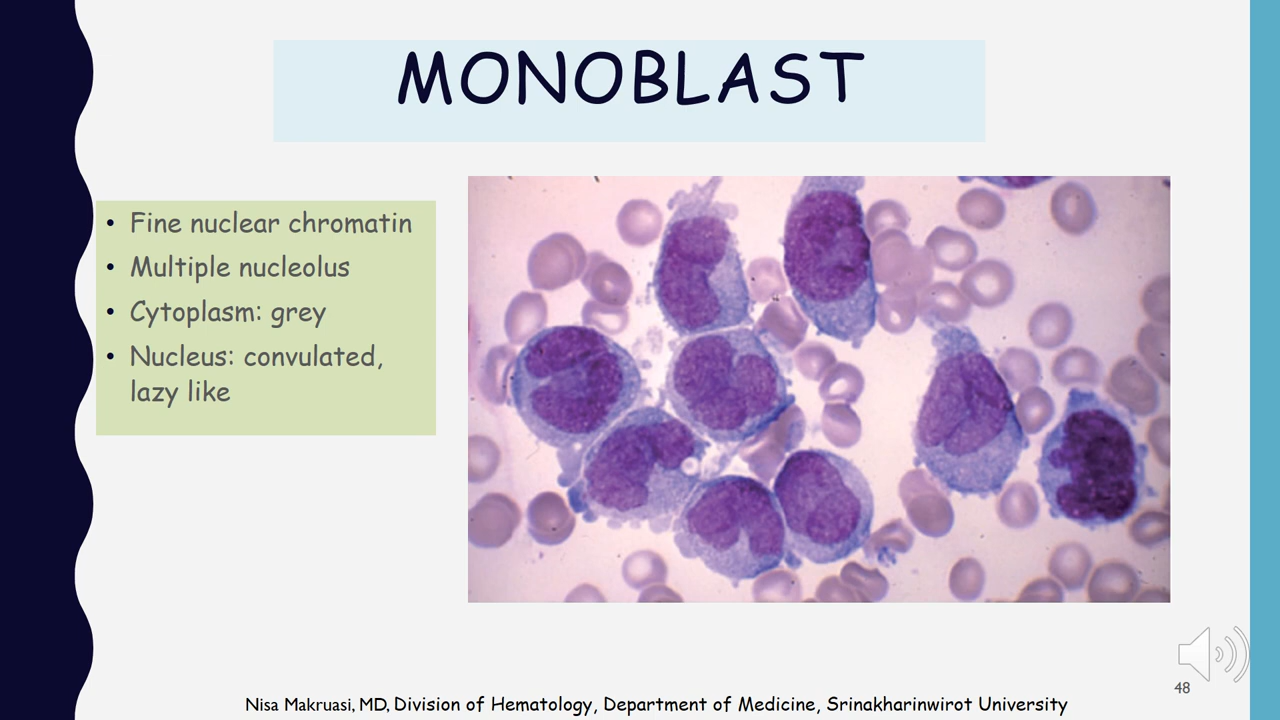 MONOBLAST
• Fine nuclear chromatin
• Multiple nucleolus
• Cytoplasm: grey
• Nucleus: convulated,
lazy like
48
Nisa Makruasi, MD, Division of Hematology, Department of Medicine, Srinakharinwirot University